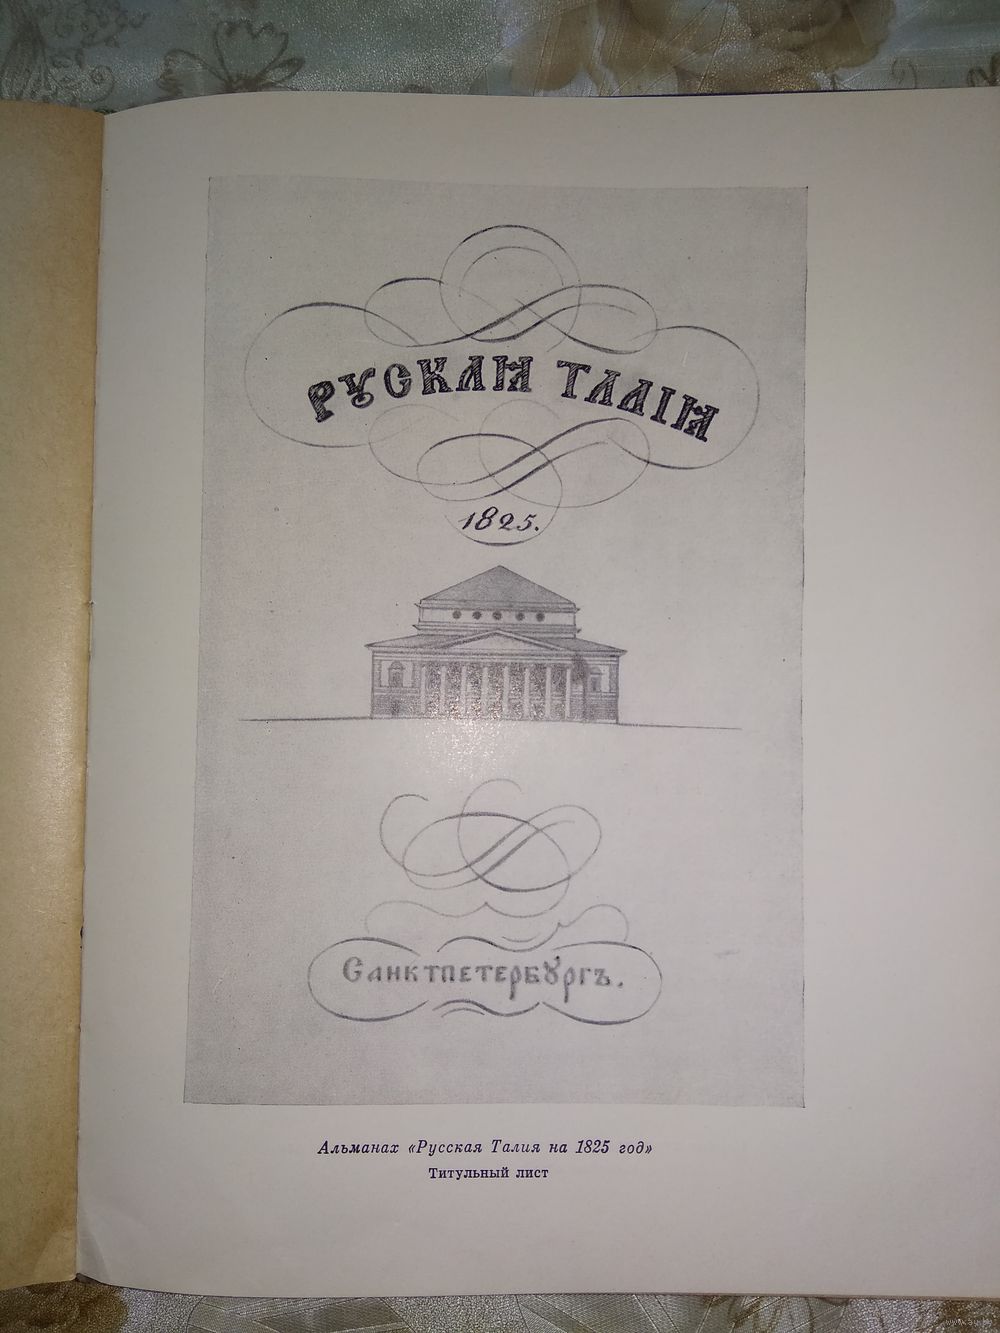 РУСКАЯ ТАЛІЯ
1825.
САНКТПЕТЕРБУРГЪ.
Альманах «Русская Талия на 1825 год»
Титульный лист